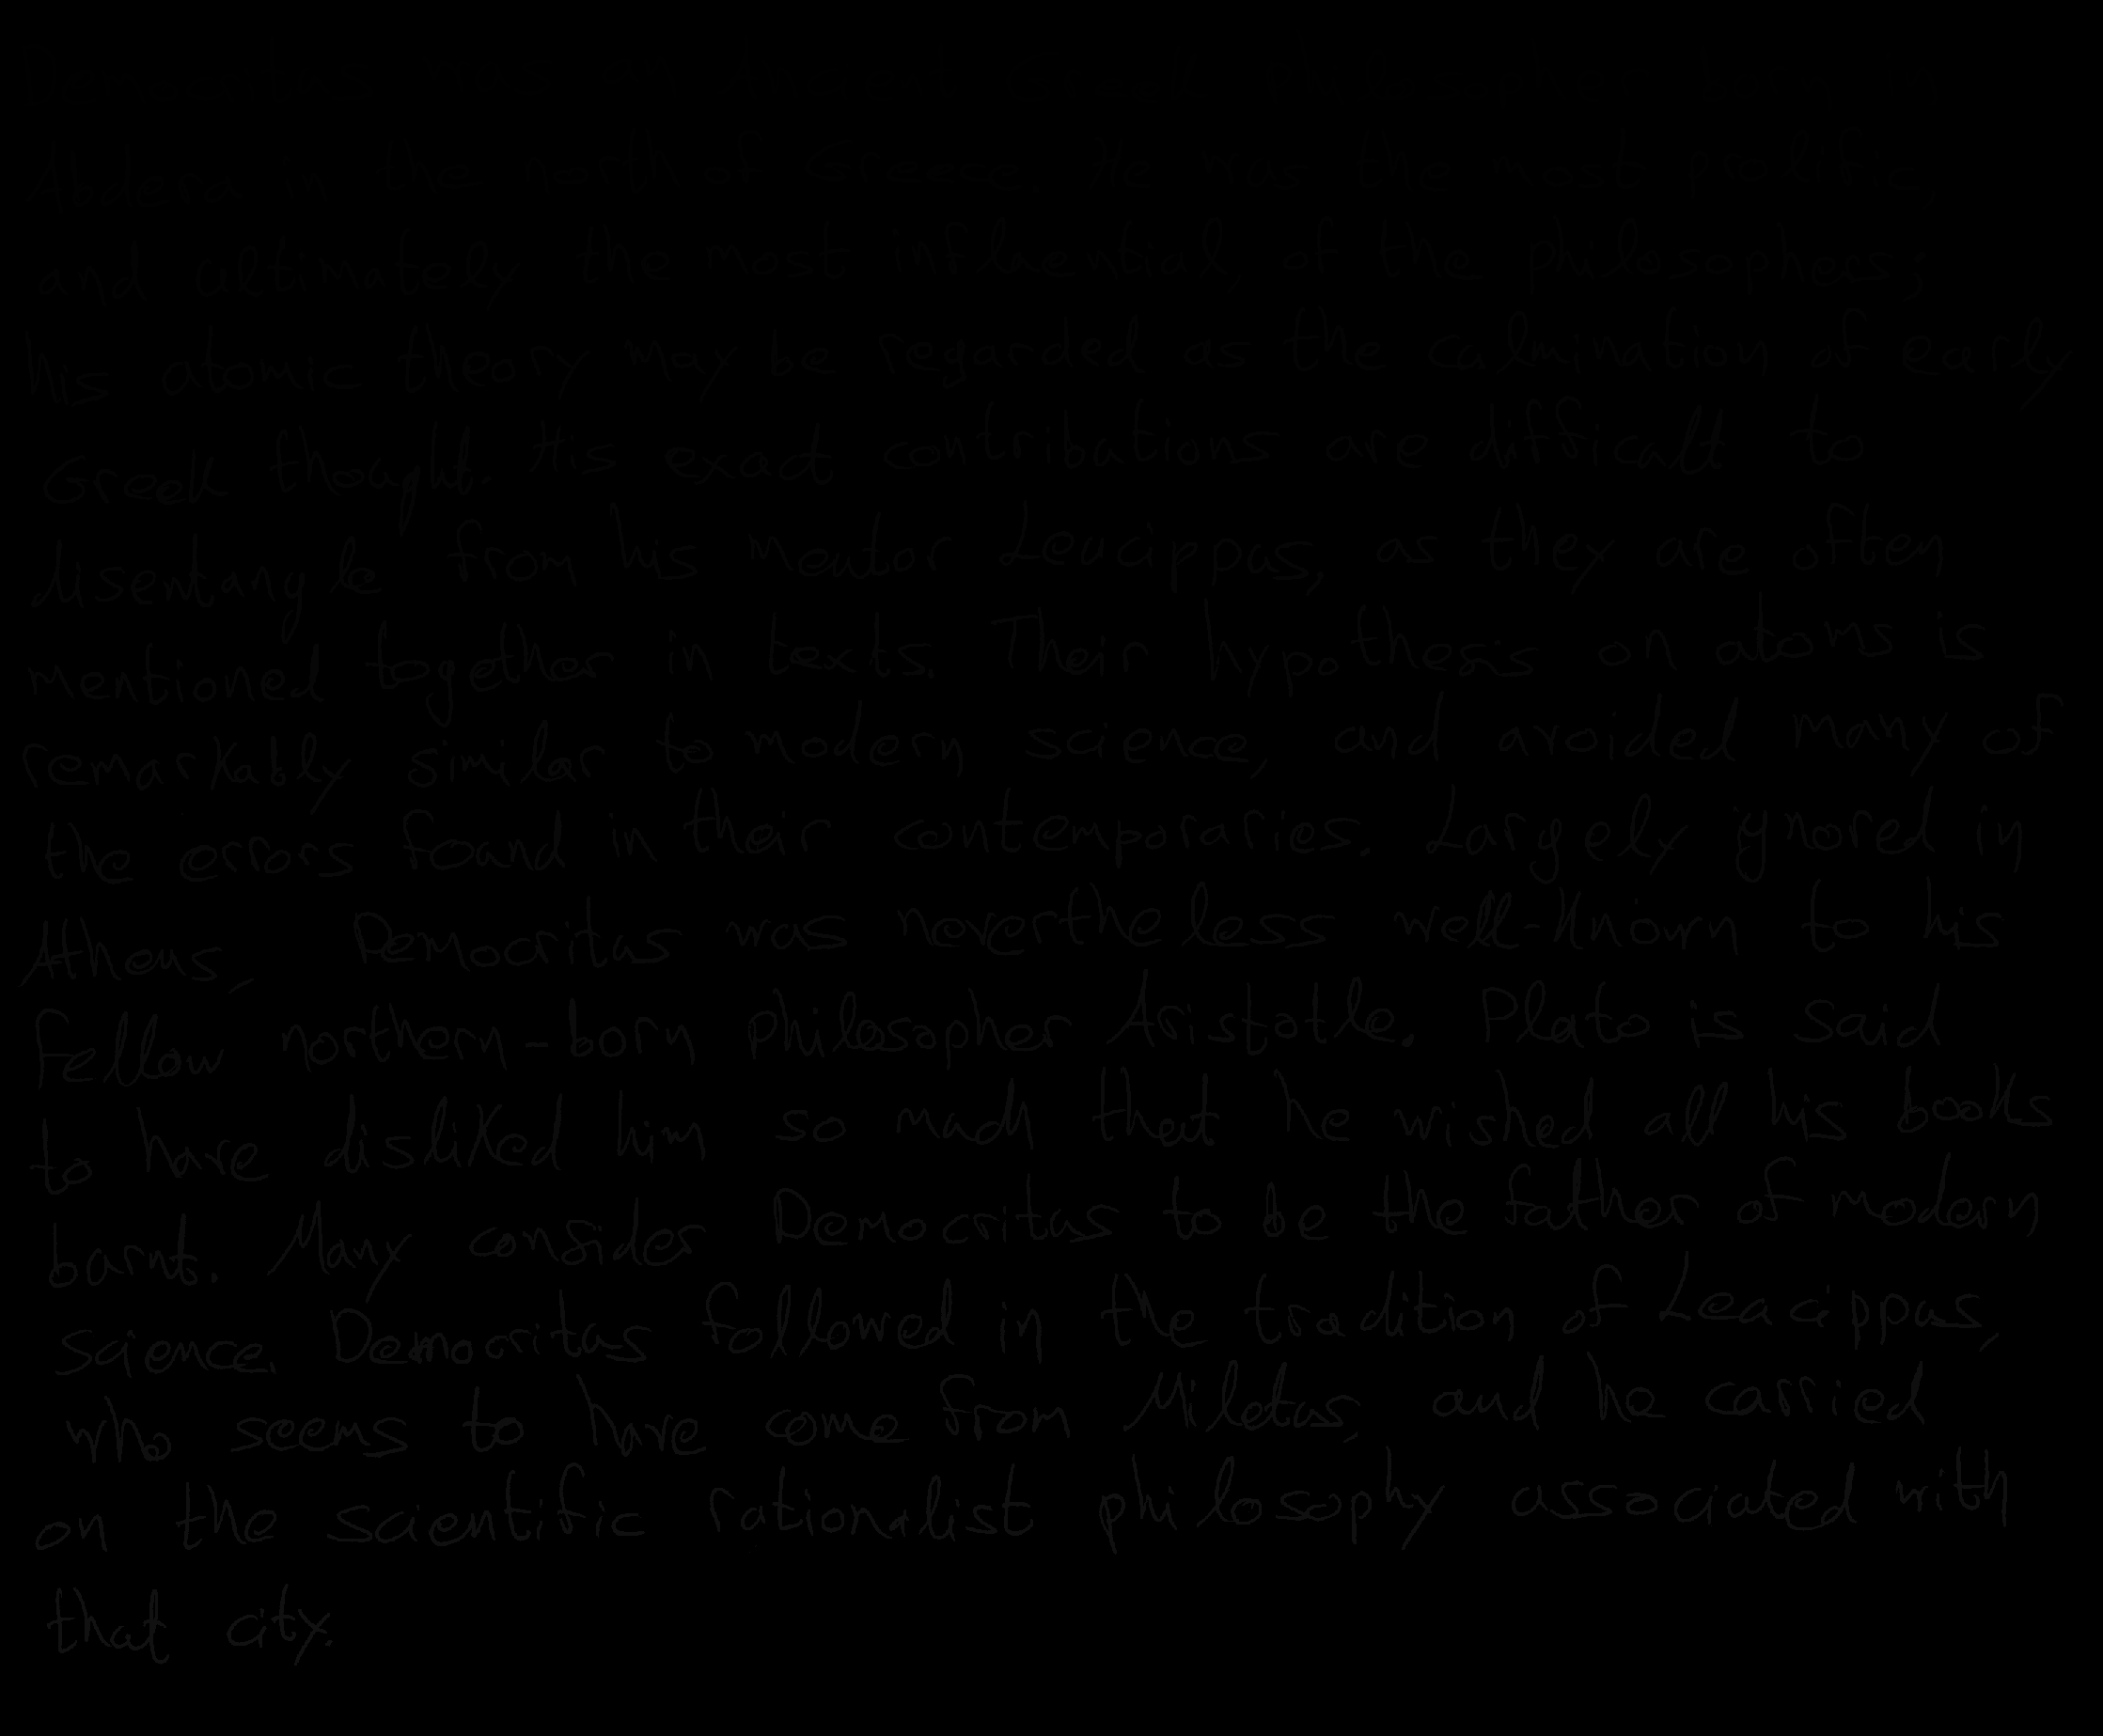 Abdera in the north of Greece. He was the most prolific,
and ultimately the most influential, of the philosophers;
his atomic theory may be regarded as the culmination of early
Greek thought. His exact contributions are difficult to
disentangle from his mentor Leucippus, as they are often
mentioned together in texts. Their hypothesis on atoms is
remarkably similar to modern science, and avoided many of
the errors found in their contemporaries. Largely ignored in
Athens, Democritus was nevertheless well-known to his
fellow northern-born philosopher Aristotle. Plato is said
to have disliked him so much that he wished all his books
burnt. Many consider Democritus to be the father of modern
science. Democritus followed in the tradition of Leucippus,
who seems to have come from Miletus, and he carried
on the scientific rationalist philosophy associated with
that city.